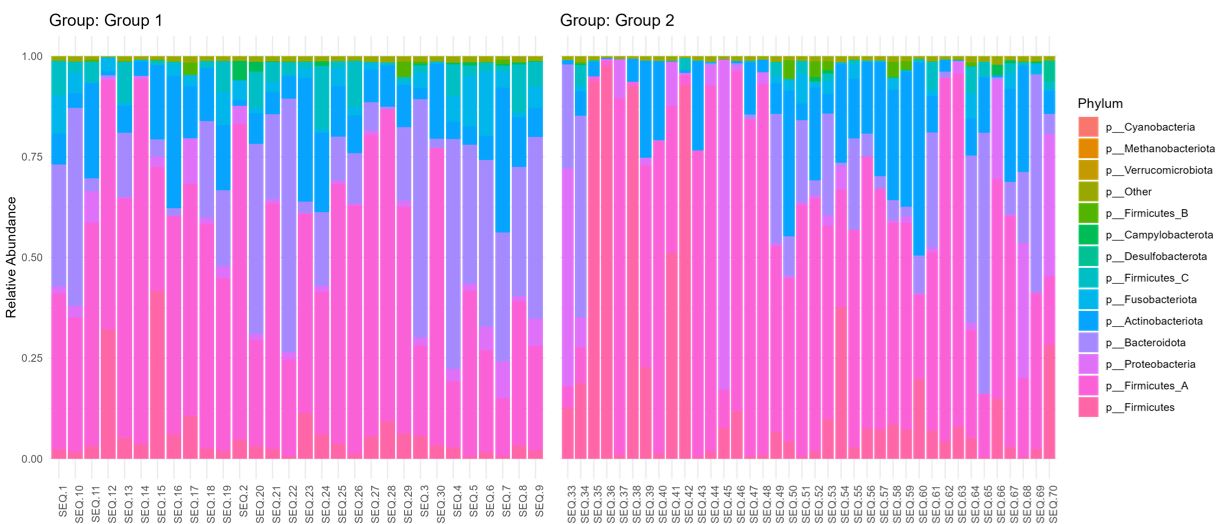 Group: Group 1
Group: Group 2
Relative Abundance
1.00
0.75
0.50
0.25
0.00
SEQ.1
SEQ.10
SEQ.11
SEQ.12
SEQ.13
SEQ.14
SEQ.15
SEQ.16
SEQ.17
SEQ.18
SEQ.19
SEQ.2
SEQ.20
SEQ.21
SEQ.22
SEQ.23
SEQ.24
SEQ.25
SEQ.26
SEQ.27
SEQ.28
SEQ.29
SEQ.3
SEQ.30
SEQ.4
SEQ.5
SEQ.6
SEQ.7
SEQ.8
SEQ.9
SEQ.33
SEQ.34
SEQ.35
SEQ.36
SEQ.37
SEQ.38
SEQ.39
SEQ.40
SEQ.41
SEQ.42
SEQ.43
SEQ.44
SEQ.45
SEQ.46
SEQ.47
SEQ.48
SEQ.49
SEQ.50
SEQ.51
SEQ.52
SEQ.53
SEQ.54
SEQ.55
SEQ.56
SEQ.57
SEQ.58
SEQ.59
SEQ.60
SEQ.61
SEQ.62
SEQ.63
SEQ.64
SEQ.65
SEQ.66
SEQ.67
SEQ.68
SEQ.69
SEQ.70
Phylum
p__Cyanobacteria
p__Methanobacteriota
p__Verrucomicrobiota
p__Other
p__Firmicutes_B
p__Campylobacterota
p__Desulfobacterota
p__Firmicutes_C
p__Fusobacteriota
p__Actinobacteriota
p__Bacteroidota
p__Proteobacteria
p__Firmicutes_A
p__Firmicutes